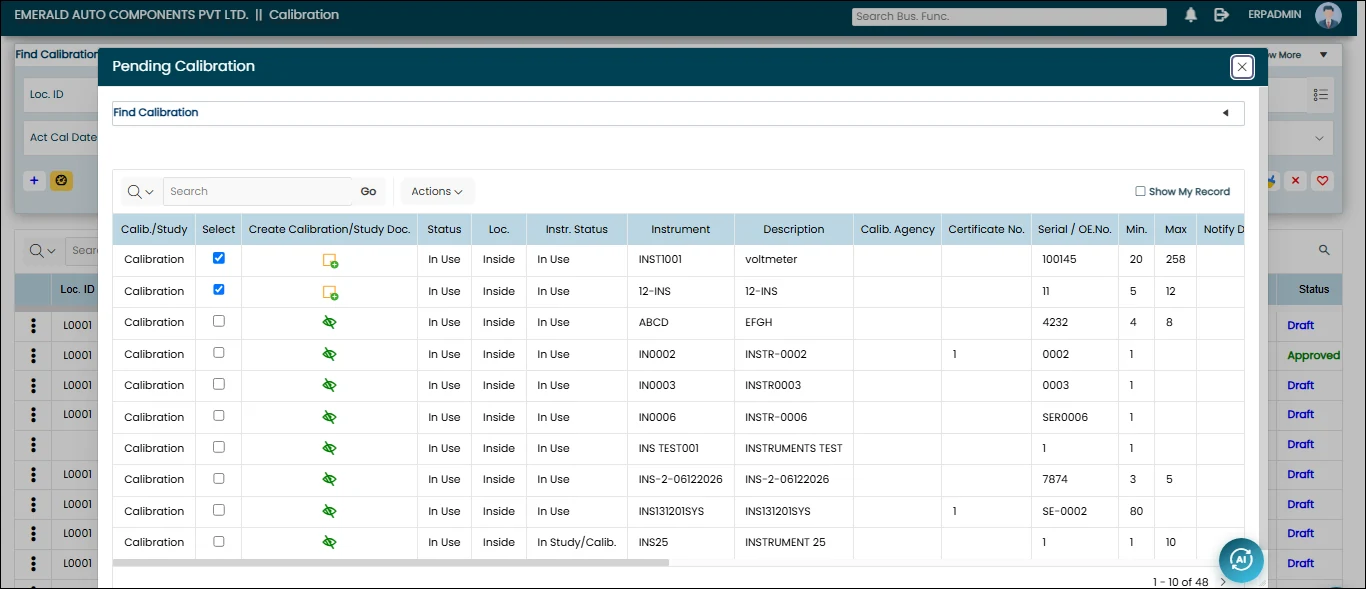 EMERALD AUTO COMPONENTS PVT LTD. || Calibration
Search Bus. Func.
ERPADMIN
Find Calibration
Pending Calibration
More
Loc. ID
Act Cal Date
Find Calibration
Search
Go
Actions
Show My Record
Calib./Study Select Create Calibration/Study Doc. Status Loc. Instr. Status Instrument Description Calib. Agency Certificate No. Serial / OE.No. Min. Max Notify D
Calibration In Use Inside In Use INST1001 voltmeter 100145 20 258
Calibration In Use Inside In Use 12-INS 12-INS 11 5 12
Calibration In Use Inside In Use ABCD EFGH 4232 4 8
Calibration In Use Inside In Use IN0002 INSTR-0002 1 0002 1
Calibration In Use Inside In Use IN0003 INSTR0003 0003 1
Calibration In Use Inside In Use IN0006 INSTR-0006 SER0006 1
Calibration In Use Inside In Use INS TEST001 INSTRUMENTS TEST 1 1
Calibration In Use Inside In Use INS-2-06122026 INS-2-06122026 7874 3 5
Calibration In Use Inside In Use INS131201SYS INS131201SYS 1 SE-0002 80
Calibration In Use Inside In Study/Calib. INS25 INSTRUMENT 25 1 1 10
1 - 10 of 48
AI
Sear
Loc. ID
L0001
L0001
L0001
L0001
L0001
L0001
L0001
L0001
Status
Draft
Approved
Draft
Draft
Draft
Draft
Draft
Draft
Draft